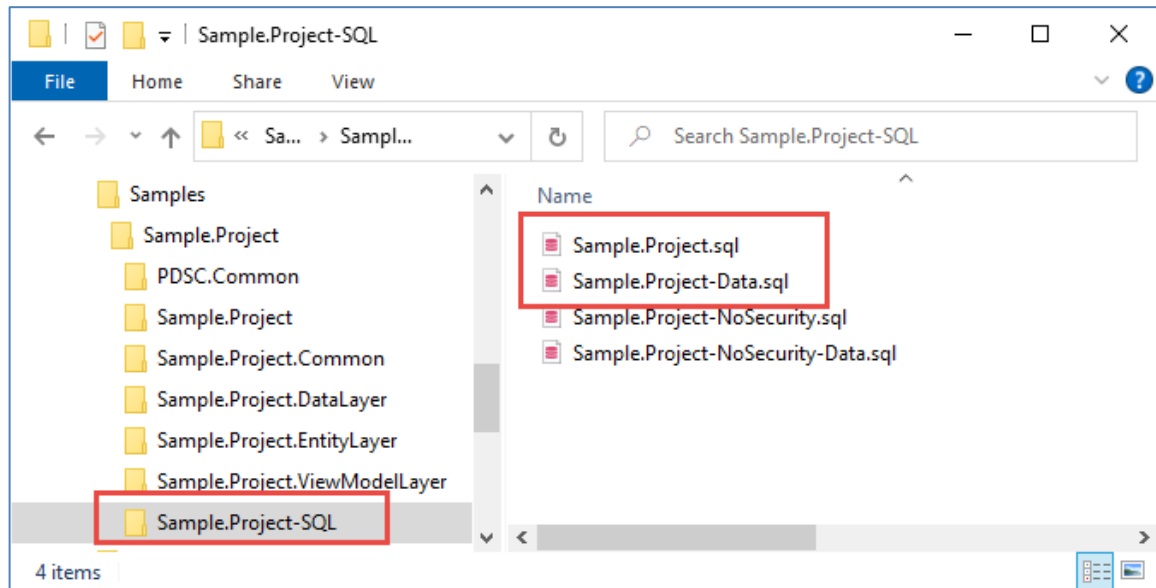 Sample.Project-SQL
File Home Share View
?
« Sa... > Sampl... Search Sample.Project-SQL
Samples
Sample.Project
PDSC.Common
Sample.Project
Sample.Project.Common
Sample.Project.DataLayer
Sample.Project.EntityLayer
Sample.Project.ViewModelLayer
Sample.Project-SQL
Name
Sample.Project.sql
Sample.Project-Data.sql
Sample.Project-NoSecurity.sql
Sample.Project-NoSecurity-Data.sql
4 items